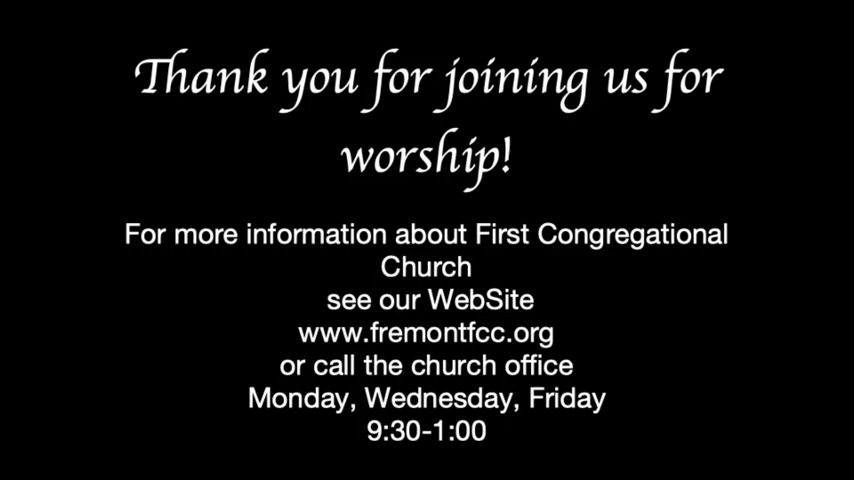 Thank you for joining us for
worship!
For more information about First Congregational
Church
see our WebSite
www.fremontfcc.org
or call the church office
Monday, Wednesday, Friday
9:30-1:00